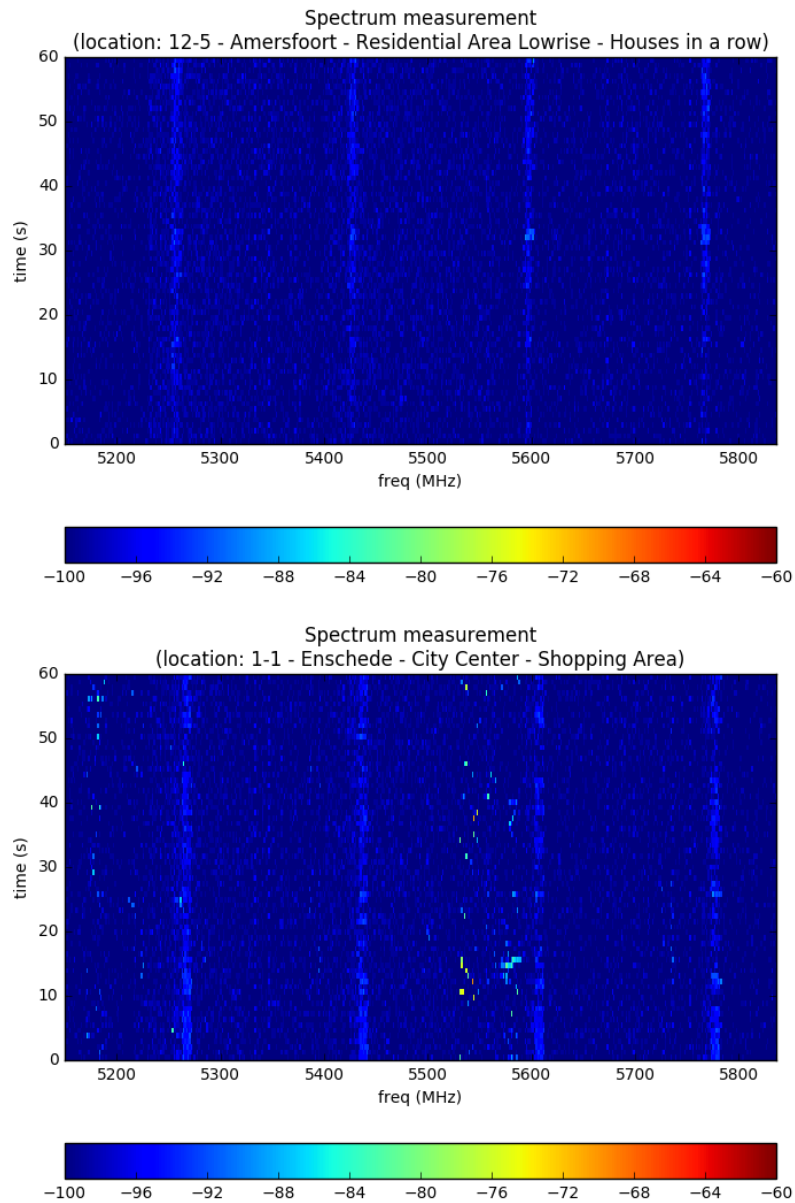 Spectrum measurement
(location: 12-5 - Amersfoort - Residential Area Lowrise - Houses in a row)
60
50
40
30
20
10
0
time (s)
5200 5300 5400 5500 5600 5700 5800
freq (MHz)
−100 −96 −92 −88 −84 −80 −76 −72 −68 −64 −60
Spectrum measurement
(location: 1-1 - Enschede - City Center - Shopping Area)
60
50
40
30
20
10
0
time (s)
5200 5300 5400 5500 5600 5700 5800
freq (MHz)
−100 −96 −92 −88 −84 −80 −76 −72 −68 −64 −60